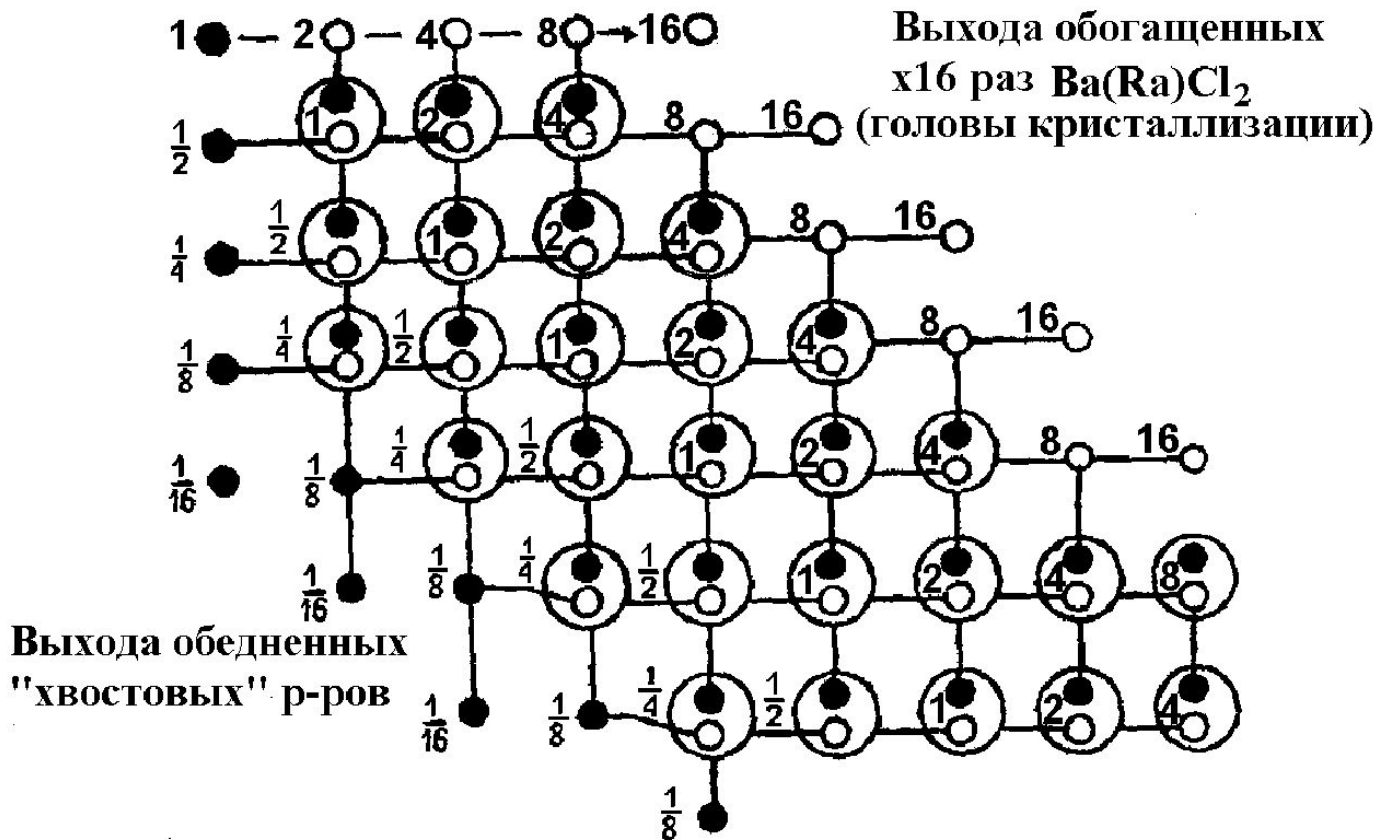 1 2 4 8 16
Выхода обогащенных
х16 раз Ba(Ra)Cl₂
(головы кристаллизации)
1/2 1 2 4 8 16
1/4 1/2 1 2 4 8 16
1/8 1/4 1/2 1 2 4 8 16
1/16 1/8 1/4 1/2 1 2 4 8 16
1/16 1/8 1/4 1/2 1 2 4 8
Выхода обедненных
"хвостовых" р-ров
1/16 1/8 1/4 1/2 1 2 4
1/8